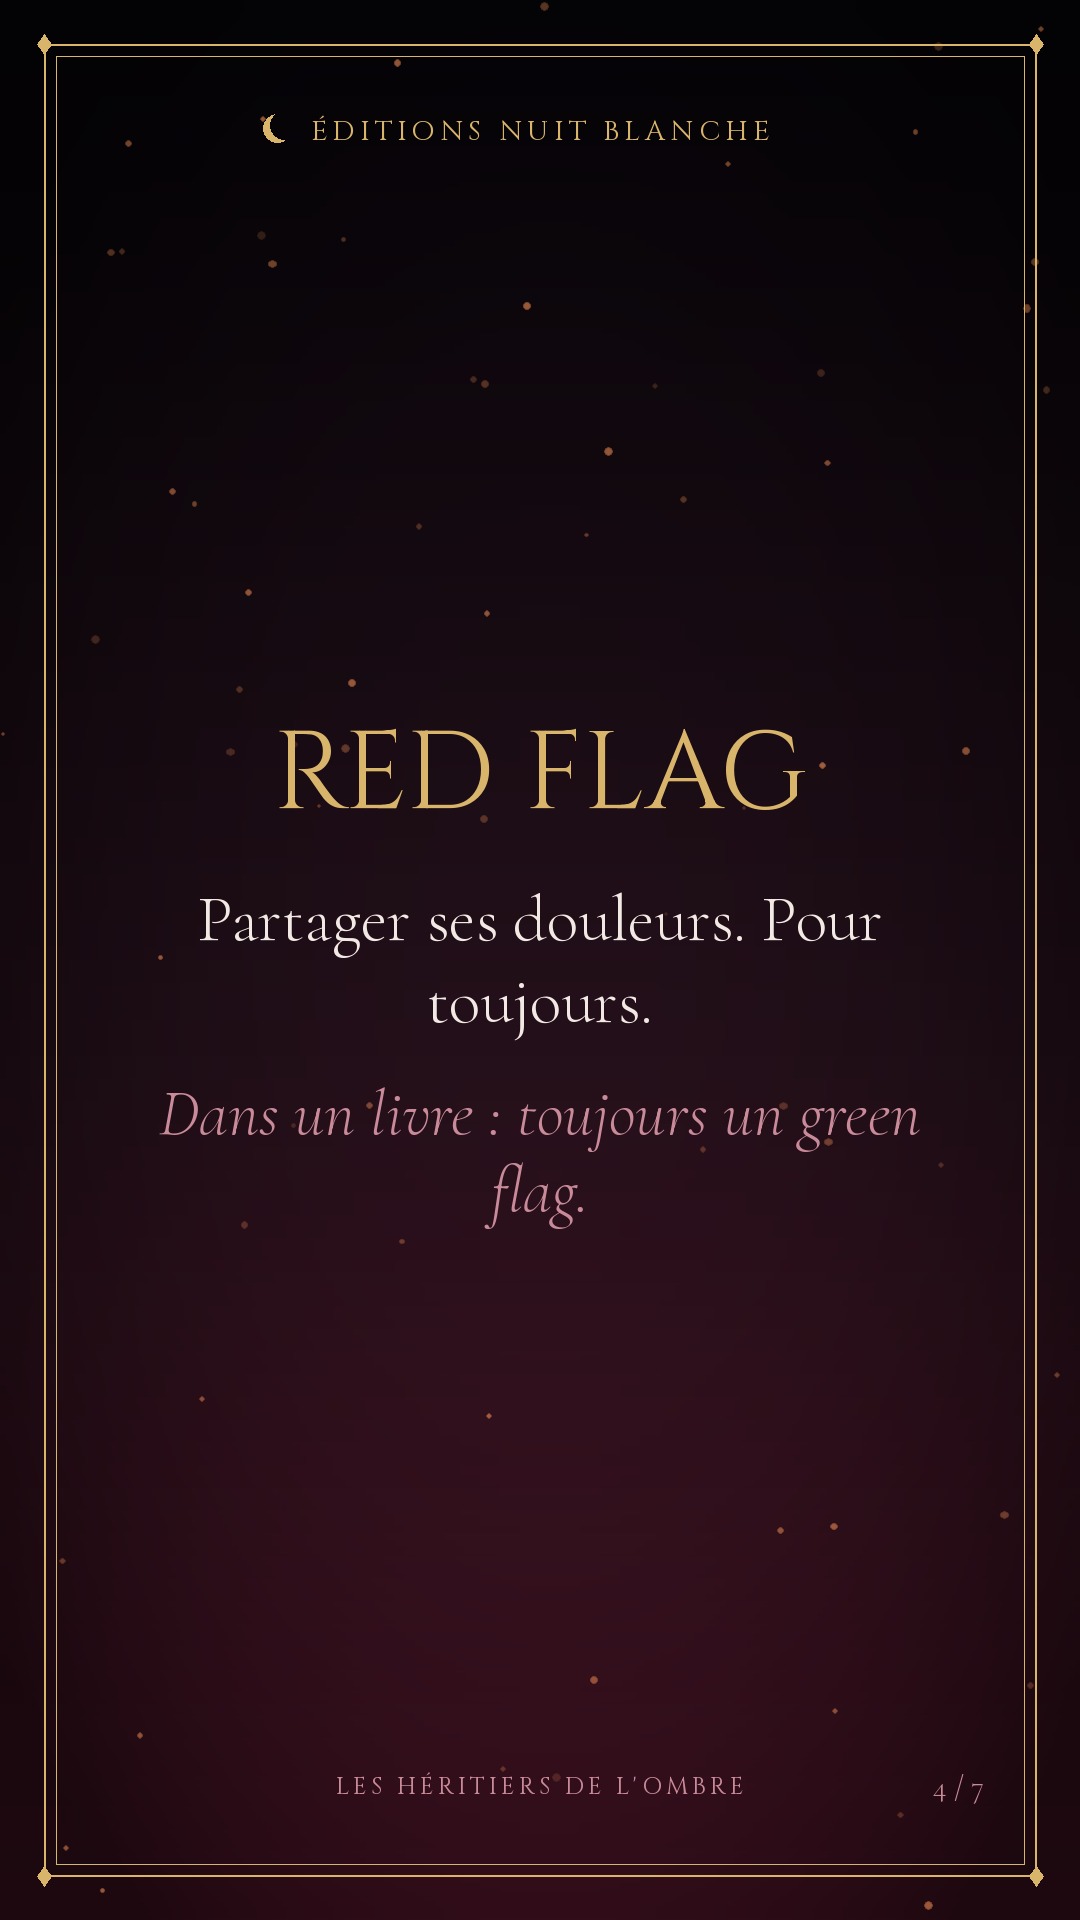 ÉDITIONS NUIT BLANCHE
RED FLAG
Partager ses douleurs. Pour
toujours.
Dans un livre : toujours un green
flag.
LES HÉRITIERS DE L'OMBRE
4 / 7